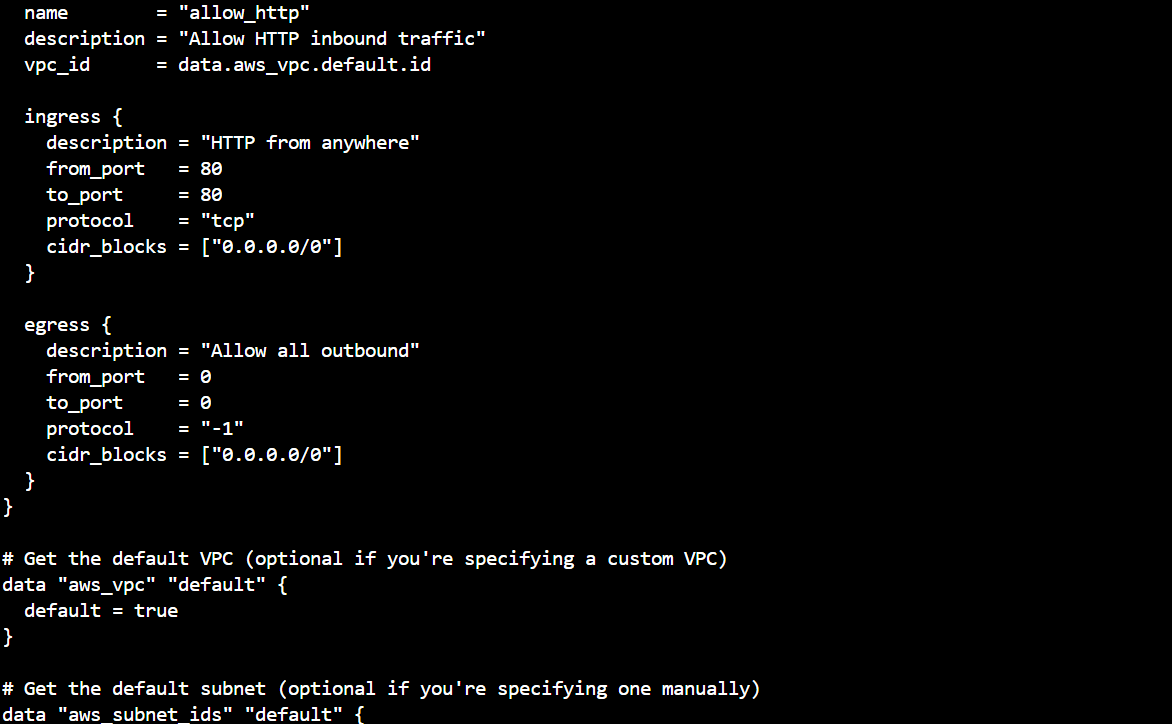 name        = "allow_http"
  description = "Allow HTTP inbound traffic"
  vpc_id      = data.aws_vpc.default.id

  ingress {
    description = "HTTP from anywhere"
    from_port   = 80
    to_port     = 80
    protocol    = "tcp"
    cidr_blocks = ["0.0.0.0/0"]
  }

  egress {
    description = "Allow all outbound"
    from_port   = 0
    to_port     = 0
    protocol    = "-1"
    cidr_blocks = ["0.0.0.0/0"]
  }
}

# Get the default VPC (optional if you're specifying a custom VPC)
data "aws_vpc" "default" {
  default = true
}

# Get the default subnet (optional if you're specifying one manually)
data "aws_subnet_ids" "default" {